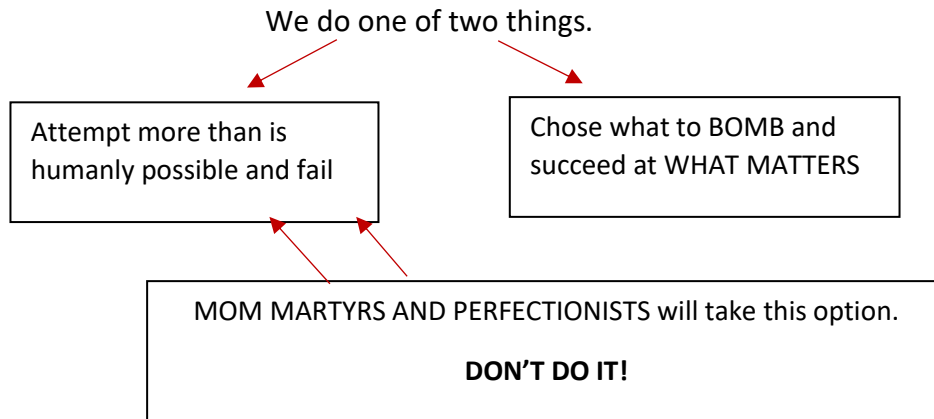 We do one of two things.
Attempt more than is
humanly possible and fail
Chose what to BOMB and
succeed at WHAT MATTERS
MOM MARTYRS AND PERFECTIONISTS will take this option.
DON’T DO IT!